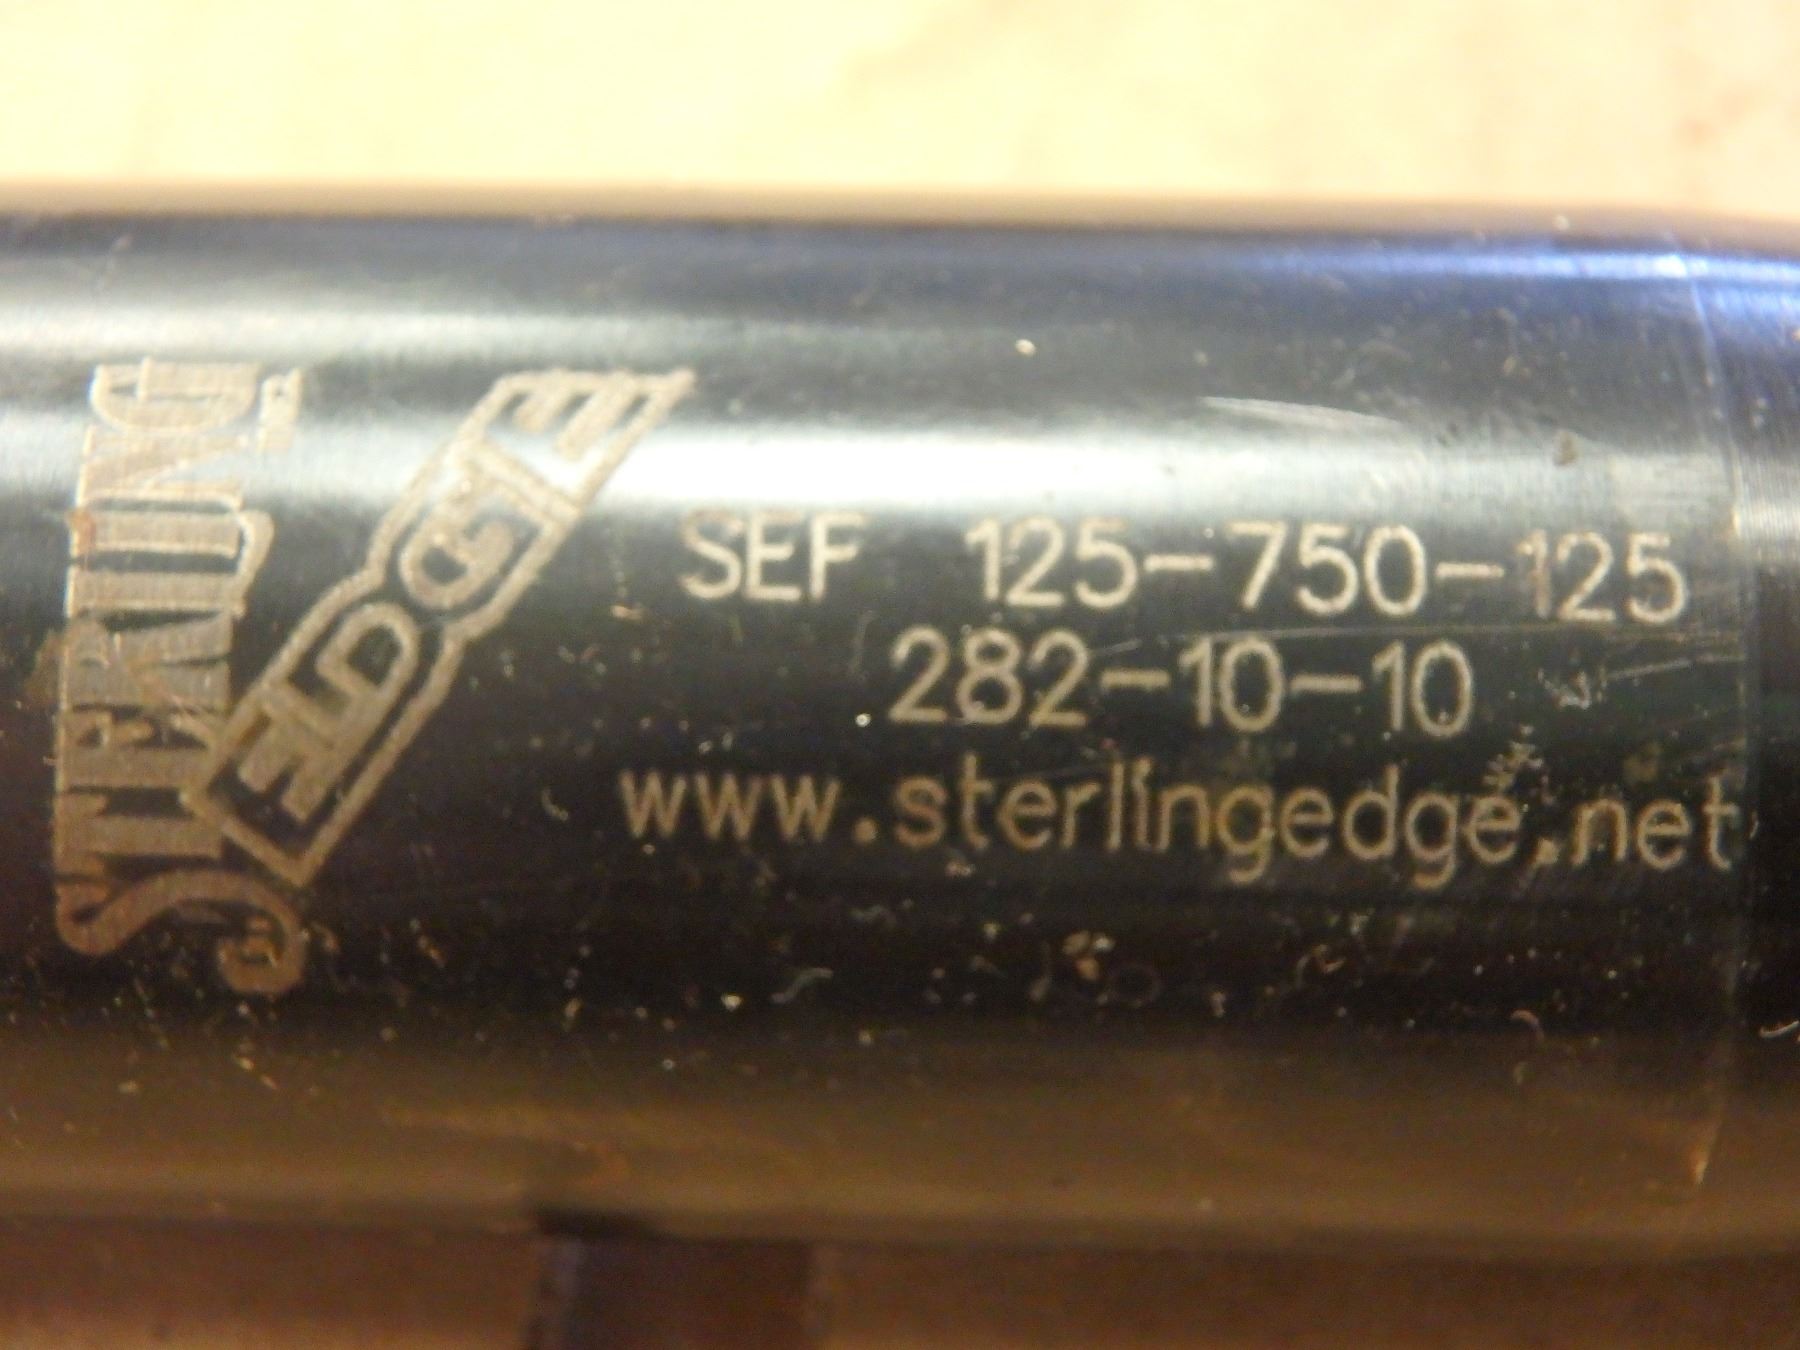 STERLING
EDGE
SEF 125-750-125
282-10-10
www.sterlingedge.net